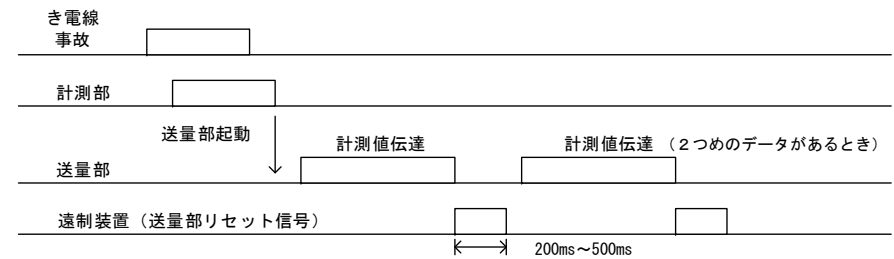 き電線
事故
計測部
送量部起動
計測値伝達
計測値伝達（２つめのデータがあるとき）
送量部
遠制装置（送量部リセット信号）
200ms～500ms